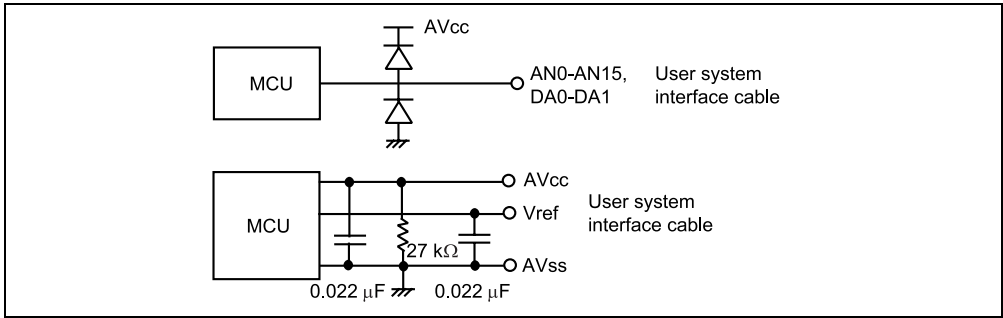 AVcc
MCU
AN0-AN15,
DA0-DA1
User system
interface cable
MCU
AVcc
Vref
User system
interface cable
27 kΩ
AVss
0.022 μF
0.022 μF